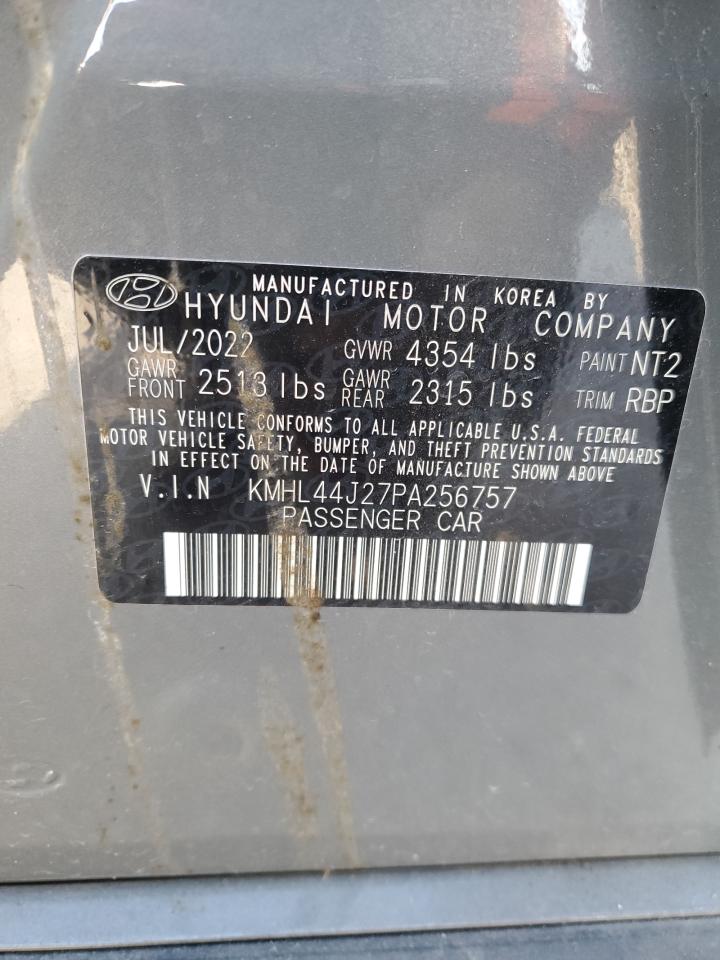 MANUFACTURED IN KOREA BY
HYUNDAI MOTOR COMPANY
JUL/2022 GVWR 4354 lbs PAINT NT2
GAWR FRONT 2513 lbs GAWR REAR 2315 lbs TRIM RBP
THIS VEHICLE CONFORMS TO ALL APPLICABLE U.S.A. FEDERAL
MOTOR VEHICLE SAFETY, BUMPER, AND THEFT PREVENTION STANDARDS
IN EFFECT ON THE DATE OF MANUFACTURE SHOWN ABOVE
V.I.N KMHL44J27PA256757
PASSENGER CAR